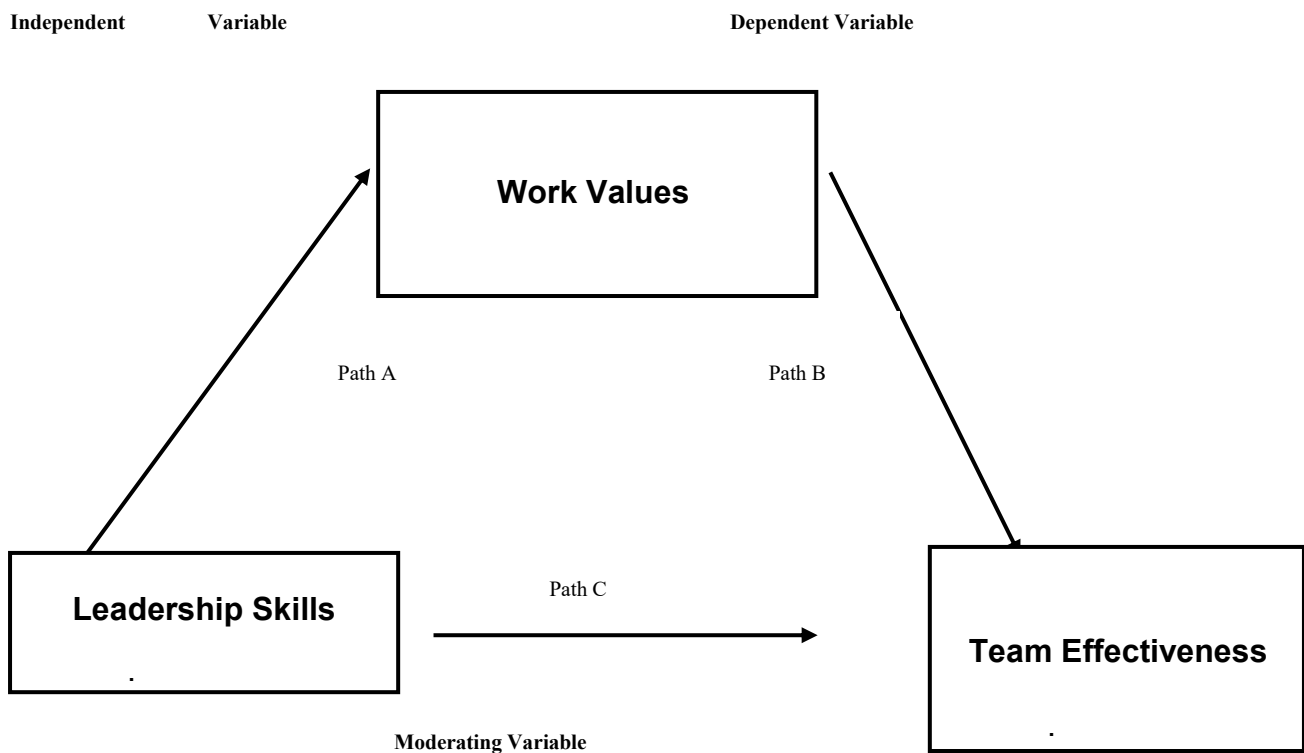 Independent Variable Dependent Variable
Work Values
Path A Path B
Path C
Leadership Skills
.
Team Effectiveness
.
Moderating Variable